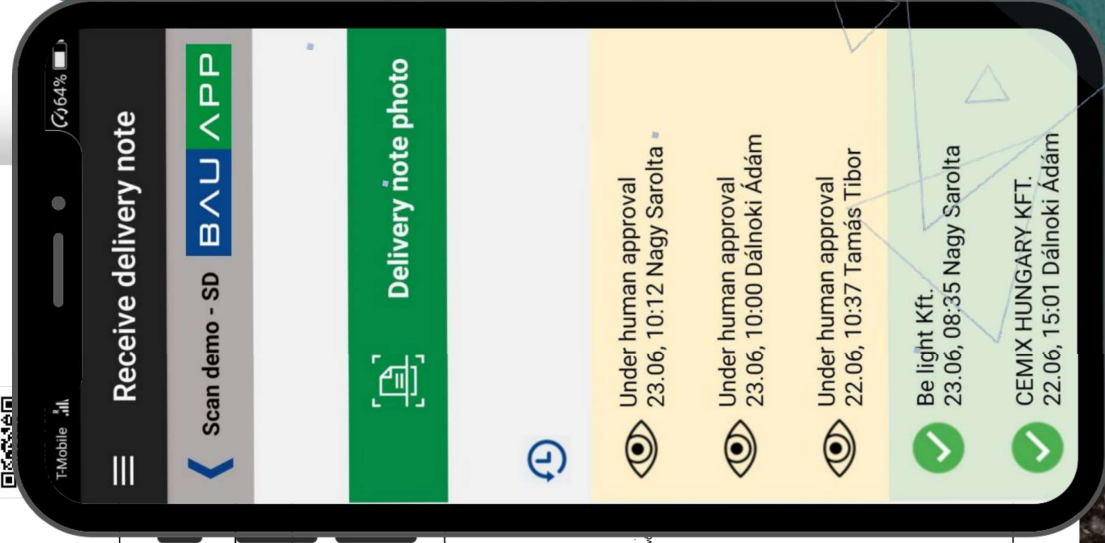 T-Mobile
64%
Receive delivery note
Scan demo - SD
BAU APP
Delivery note photo
Under human approval
23.06, 10:12 Nagy Sarolta
Under human approval
23.06, 10:00 Dálnoki Ádám
Under human approval
22.06, 10:37 Tamás Tibor
Be light Kft.
23.06, 08:35 Nagy Sarolta
CEMIX HUNGARY KFT.
22.06, 15:01 Dálnoki Ádám